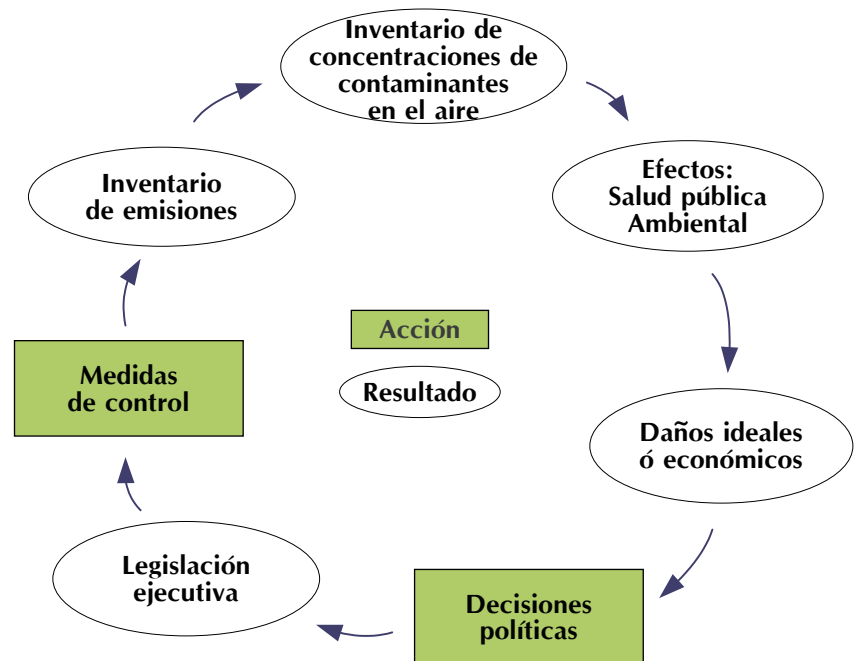 Inventario de
concentraciones de
contaminantes
en el aire
Efectos:
Salud pública
Ambiental
Daños ideales
ó económicos
Decisiones
políticas
Legislación
ejecutiva
Medidas
de control
Inventario
de emisiones
Acción
Resultado